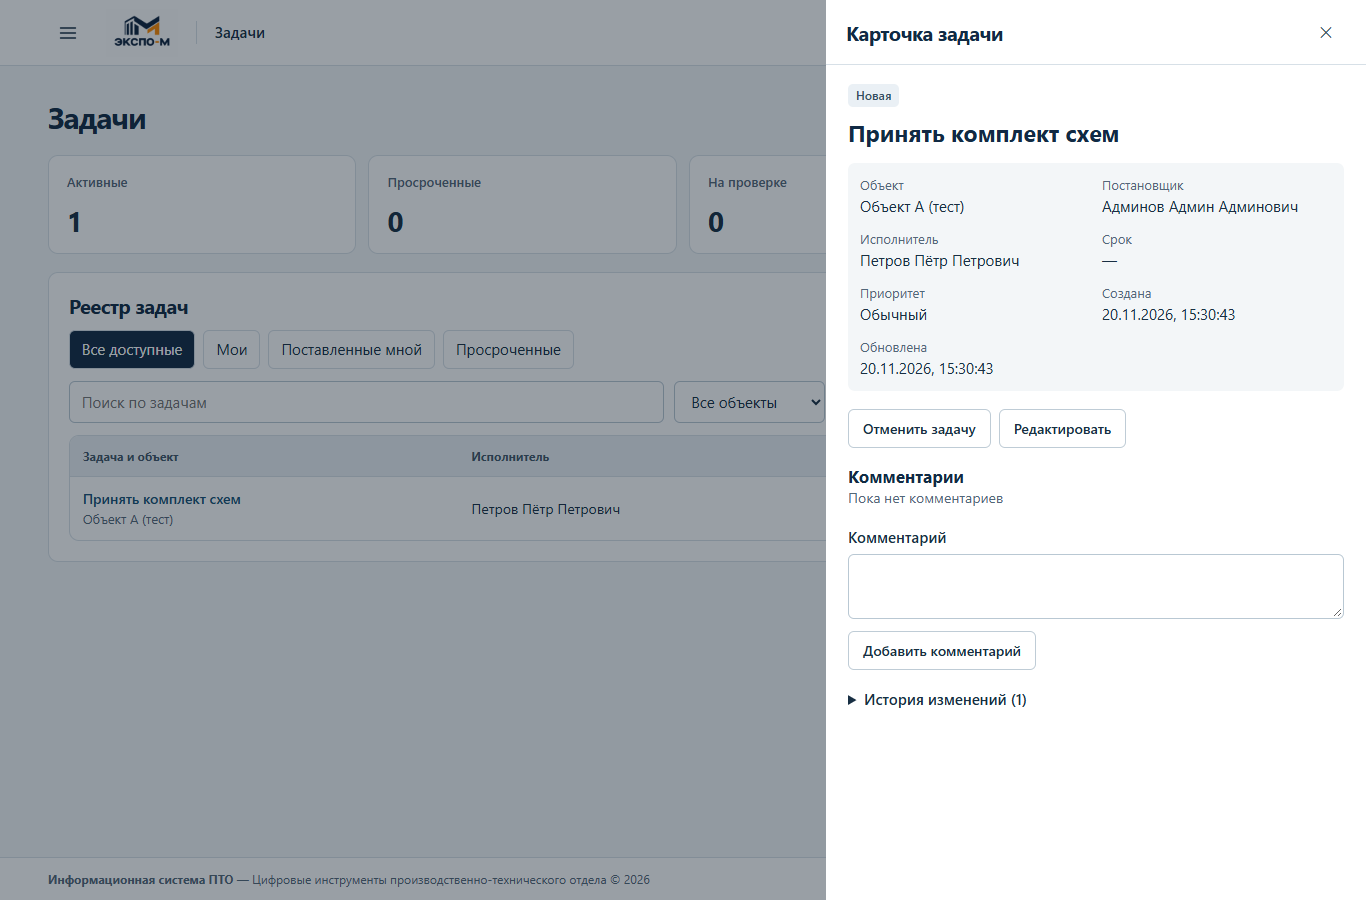 ЭКСПО-М
Задачи
Задачи
Активные
1
Просроченные
0
На проверке
0
Реестр задач
Все доступные
Мои
Поставленные мной
Просроченные
Поиск по задачам
Все объекты
Задача и объект
Исполнитель
Принять комплект схем
Объект А (тест)
Петров Пётр Петрович
Информационная система ПТО — Цифровые инструменты производственно-технического отдела © 2026
Карточка задачи
Новая
Принять комплект схем
Объект
Объект А (тест)
Постановщик
Админов Админ Админович
Исполнитель
Петров Пётр Петрович
Срок
—
Приоритет
Обычный
Создана
20.11.2026, 15:30:43
Обновлена
20.11.2026, 15:30:43
Отменить задачу
Редактировать
Комментарии
Пока нет комментариев
Комментарий
Добавить комментарий
История изменений (1)